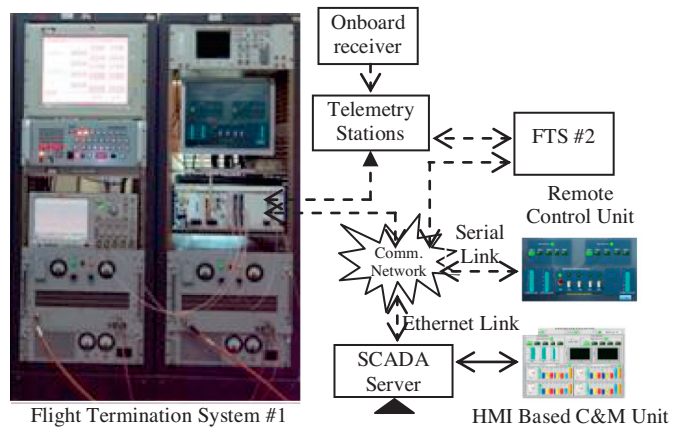 Onboard
receiver
Telemetry
Stations
FTS #2
Remote
Control Unit
Serial
Link
Comm.
Network
Ethernet Link
SCADA
Server
Flight Termination System #1
HMI Based C&M Unit